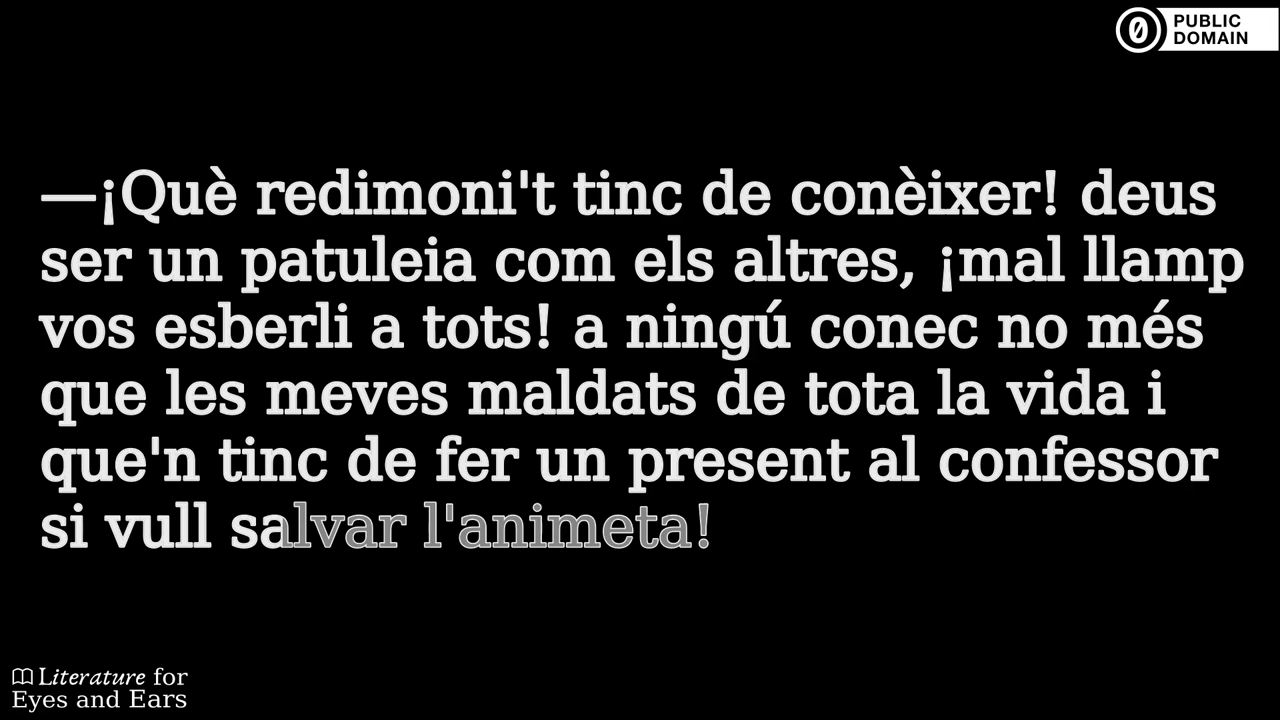 PUBLIC
DOMAIN
—¡Què redimoni't tinc de conèixer! deus
ser un patuleia com els altres, ¡mal llamp
vos esberli a tots! a ningú conec no més
que les meves maldats de tota la vida i
que'n tinc de fer un present al confessor
si vull salvar l'animeta!
Literature for
Eyes and Ears